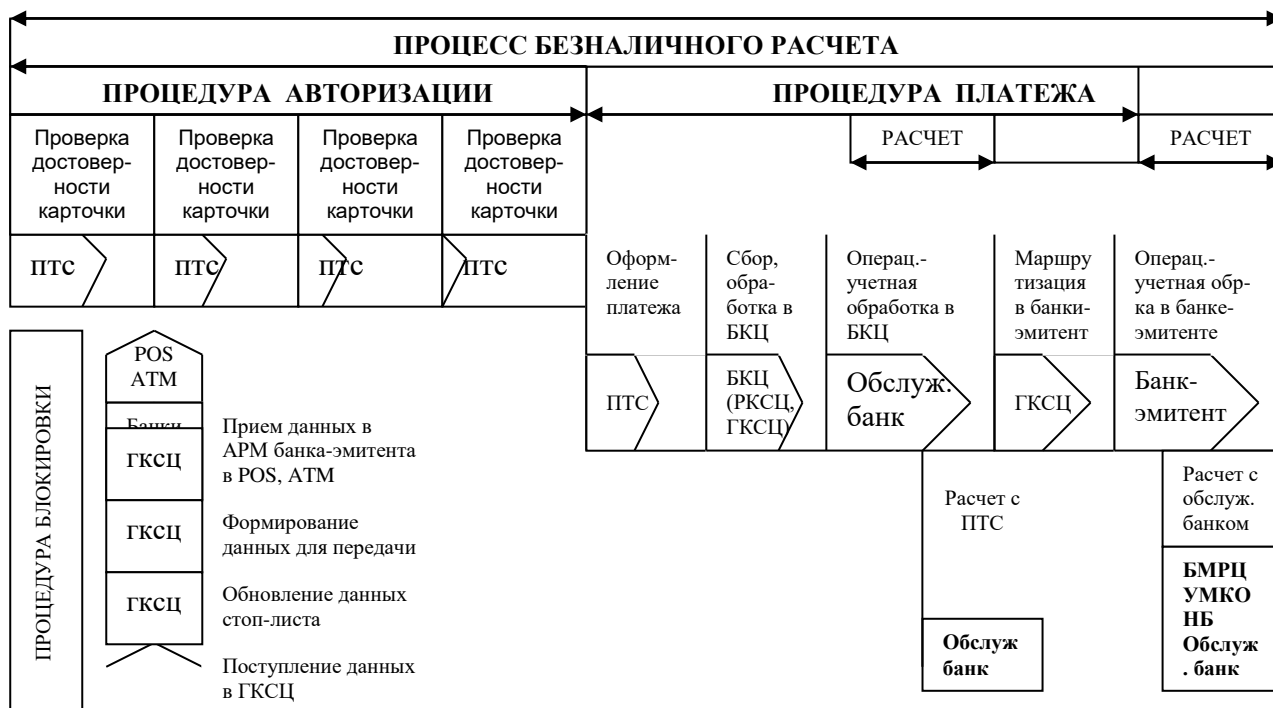 ПРОЦЕСС БЕЗНАЛИЧНОГО РАСЧЕТА
ПРОЦЕДУРА АВТОРИЗАЦИИ
ПРОЦЕДУРА ПЛАТЕЖА
Проверка
достовер-
ности
карточки
Проверка
достовер-
ности
карточки
Проверка
достовер-
ности
карточки
Проверка
достовер-
ности
карточки
РАСЧЕТ
РАСЧЕТ
ПТС
ПТС
ПТС
ПТС
Оформ-
ление
платежа
Сбор,
обра-
ботка в
БКЦ
Операц.-
учетная
обработка в
БКЦ
Маршру
тизация
в банки-
эмитент
Операц.-
учетная обр-
ка в банке-
эмитенте
ПТС
БКЦ
(РКСЦ,
ГКСЦ)
Обслуж.
банк
ГКСЦ
Банк-
эмитент
ПРОЦЕДУРА БЛОКИРОВКИ
POS
ATM
Банки
ГКСЦ
Прием данных в
АРМ банка-эмитента
в POS, ATM
ГКСЦ
Формирование
данных для передачи
ГКСЦ
Обновление данных
стоп-листа
Поступление данных
в ГКСЦ
Расчет с
ПТС
Обслуж
банк
Расчет с
обслуж.
банком
БМРЦ
УМКО
НБ
Обслуж
. банк